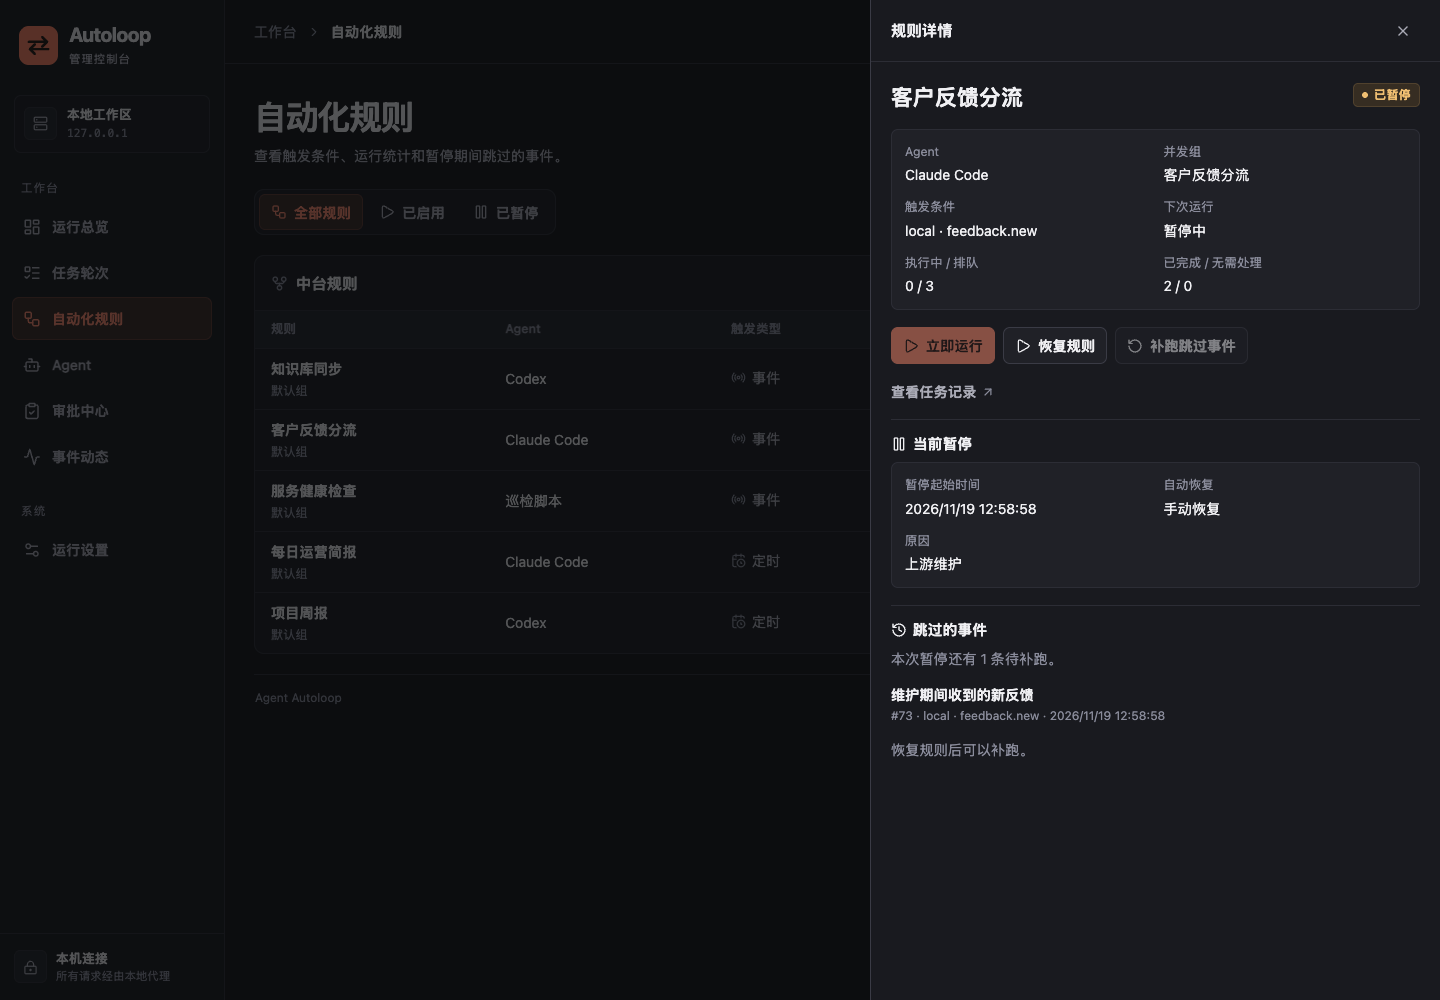 Autoloop
管理控制台
本地工作区
127.0.0.1
工作台
运行总览
任务轮次
自动化规则
Agent
审批中心
事件动态
系统
运行设置
本机连接
所有请求经由本地代理
工作台 > 自动化规则
自动化规则
查看触发条件、运行统计和暂停期间跳过的事件。
全部规则 已启用 已暂停
中台规则
规则 Agent 触发类型
知识库同步
默认组
Codex 事件
客户反馈分流
默认组
Claude Code 事件
服务健康检查
默认组
巡检脚本 事件
每日运营简报
默认组
Claude Code 定时
项目周报
默认组
Codex 定时
Agent Autoloop
规则详情
客户反馈分流 已暂停
Agent 并发组
Claude Code 客户反馈分流
触发条件 下次运行
local · feedback.new 暂停中
执行中 / 排队 已完成 / 无需处理
0 / 3 2 / 0
立即运行 恢复规则 补跑跳过事件
查看任务记录
当前暂停
暂停起始时间 自动恢复
2026/11/19 12:58:58 手动恢复
原因
上游维护
跳过的事件
本次暂停还有 1 条待补跑。
维护期间收到的新反馈
#73 · local · feedback.new · 2026/11/19 12:58:58
恢复规则后可以补跑。